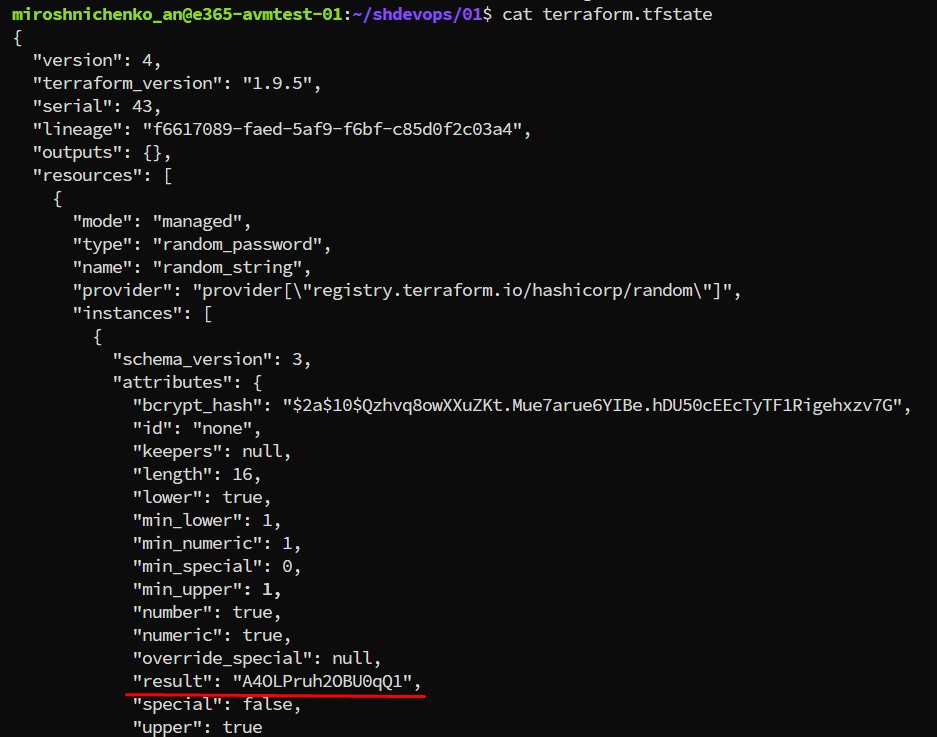 miroshnichenko_an@e365-avmtest-01:~/shdevops/01$ cat terraform.tfstate
{
  "version": 4,
  "terraform_version": "1.9.5",
  "serial": 43,
  "lineage": "f6617089-faed-5af9-f6bf-c85d0f2c03a4",
  "outputs": {},
  "resources": [
    {
      "mode": "managed",
      "type": "random_password",
      "name": "random_string",
      "provider": "provider[\"registry.terraform.io/hashicorp/random\"]",
      "instances": [
        {
          "schema_version": 3,
          "attributes": {
            "bcrypt_hash": "$2a$10$Qzhvq8owXXuZKt.Mue7arue6YIBe.hDU50cEEcTyTF1Rigehxzv7G",
            "id": "none",
            "keepers": null,
            "length": 16,
            "lower": true,
            "min_lower": 1,
            "min_numeric": 1,
            "min_special": 0,
            "min_upper": 1,
            "number": true,
            "numeric": true,
            "override_special": null,
            "result": "A4OLPruh2OBU0qQ1",
            "special": false,
            "upper": true